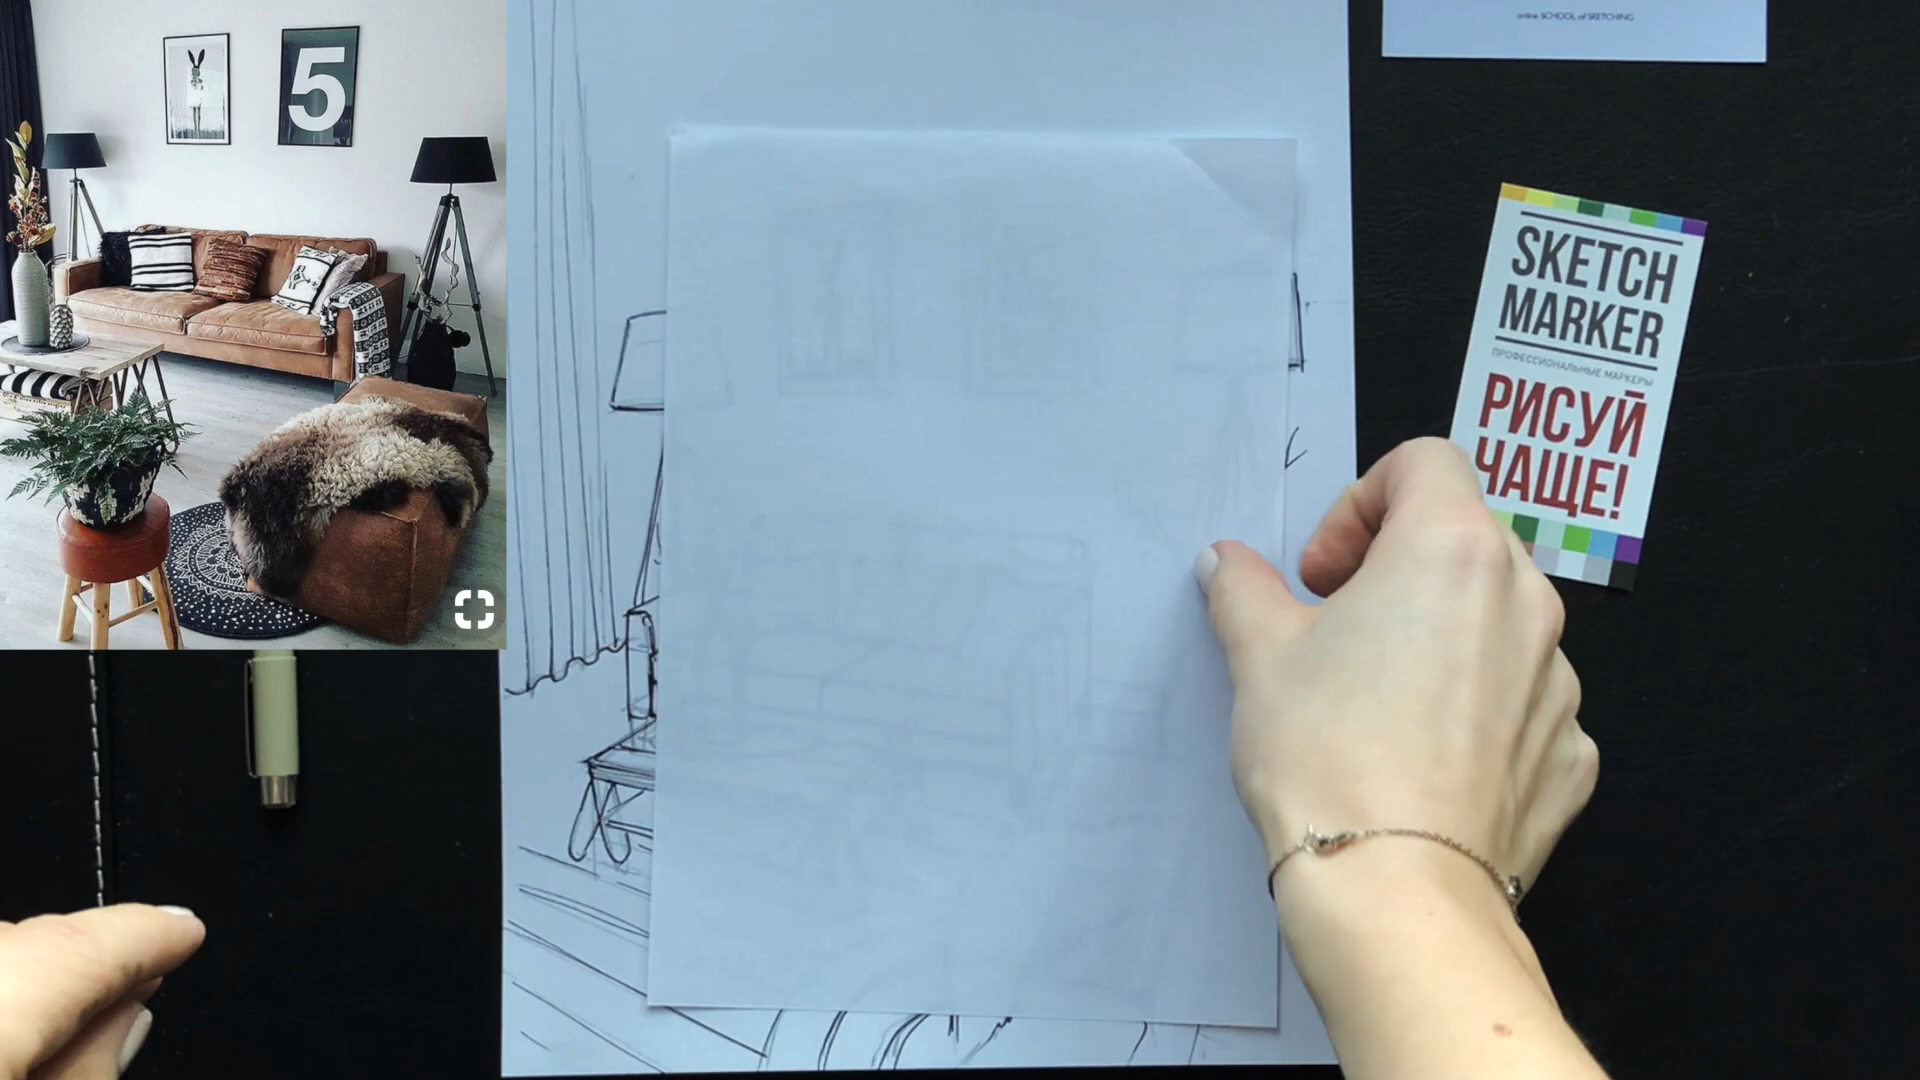 5
online SCHOOL of SKETCHING
SKETCH
MARKER
ПРОФЕССИОНАЛЬНЫЕ МАРКЕРЫ
РИСУЙ
ЧАЩЕ!